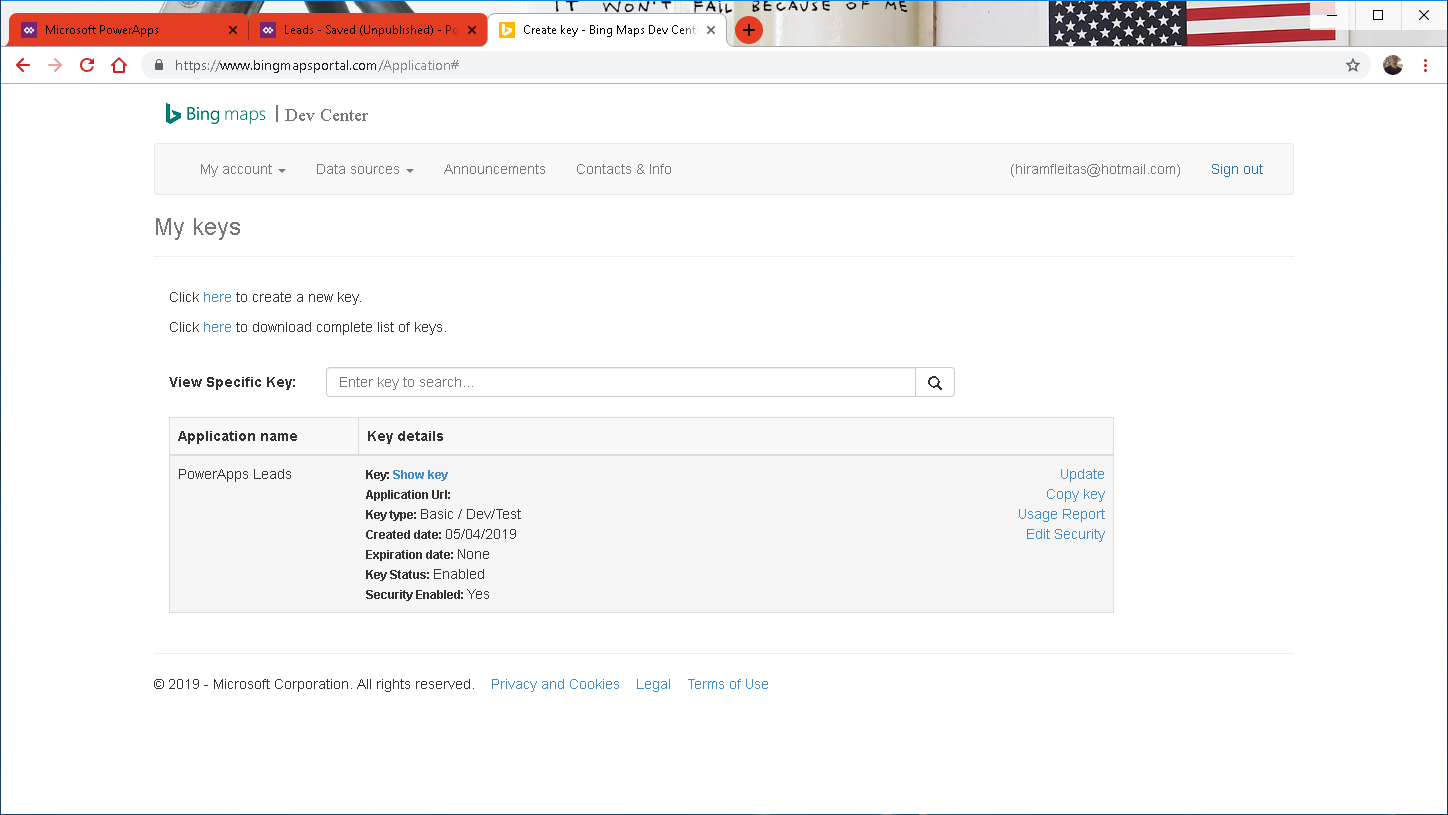 IT WON'T FAIL BECAUSE OF ME
Microsoft PowerApps
Leads - Saved (Unpublished) - Po
Create key - Bing Maps Dev Cent
https://www.bingmapsportal.com/Application#
Bing maps | Dev Center
My account Data sources Announcements Contacts & Info (hiramfleitas@hotmail.com) Sign out
My keys
Click here to create a new key.
Click here to download complete list of keys.
View Specific Key: Enter key to search...
Application name Key details
PowerApps Leads Key: Show key Update
Application Url: Copy key
Key type: Basic / Dev/Test Usage Report
Created date: 05/04/2019 Edit Security
Expiration date: None
Key Status: Enabled
Security Enabled: Yes
© 2019 - Microsoft Corporation. All rights reserved. Privacy and Cookies Legal Terms of Use